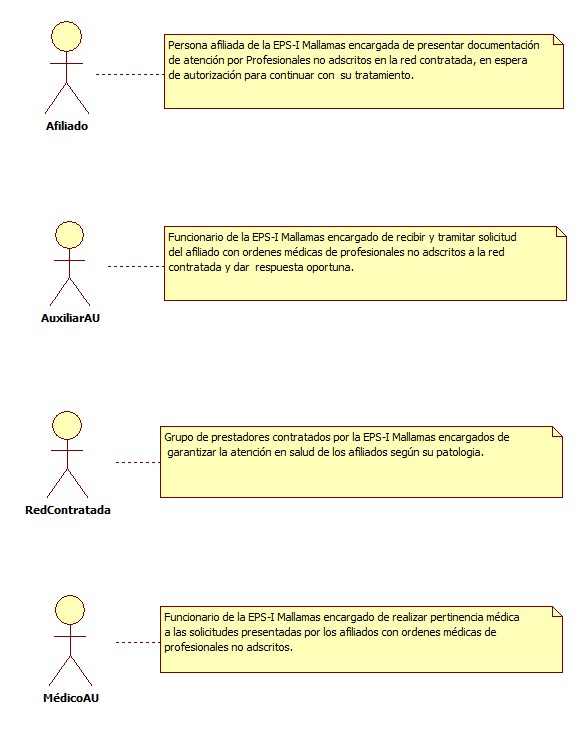 Persona afiliada de la EPS-I Mallamas encargada de presentar documentación
de atención por Profesionales no adscritos en la red contratada, en espera
de autorización para continuar con su tratamiento.
Afiliado
Funcionario de la EPS-I Mallamas encargado de recibir y tramitar solicitud
del afiliado con ordenes médicas de profesionales no adscritos a la red
contratada y dar respuesta oportuna.
AuxiliarAU
Grupo de prestadores contratados por la EPS-I Mallamas encargados de
garantizar la atención en salud de los afiliados según su patologia.
RedContratada
Funcionario de la EPS-I Mallamas encargado de realizar pertinencia médica
a las solicitudes presentadas por los afiliados con ordenes médicas de
profesionales no adscritos.
MédicoAU